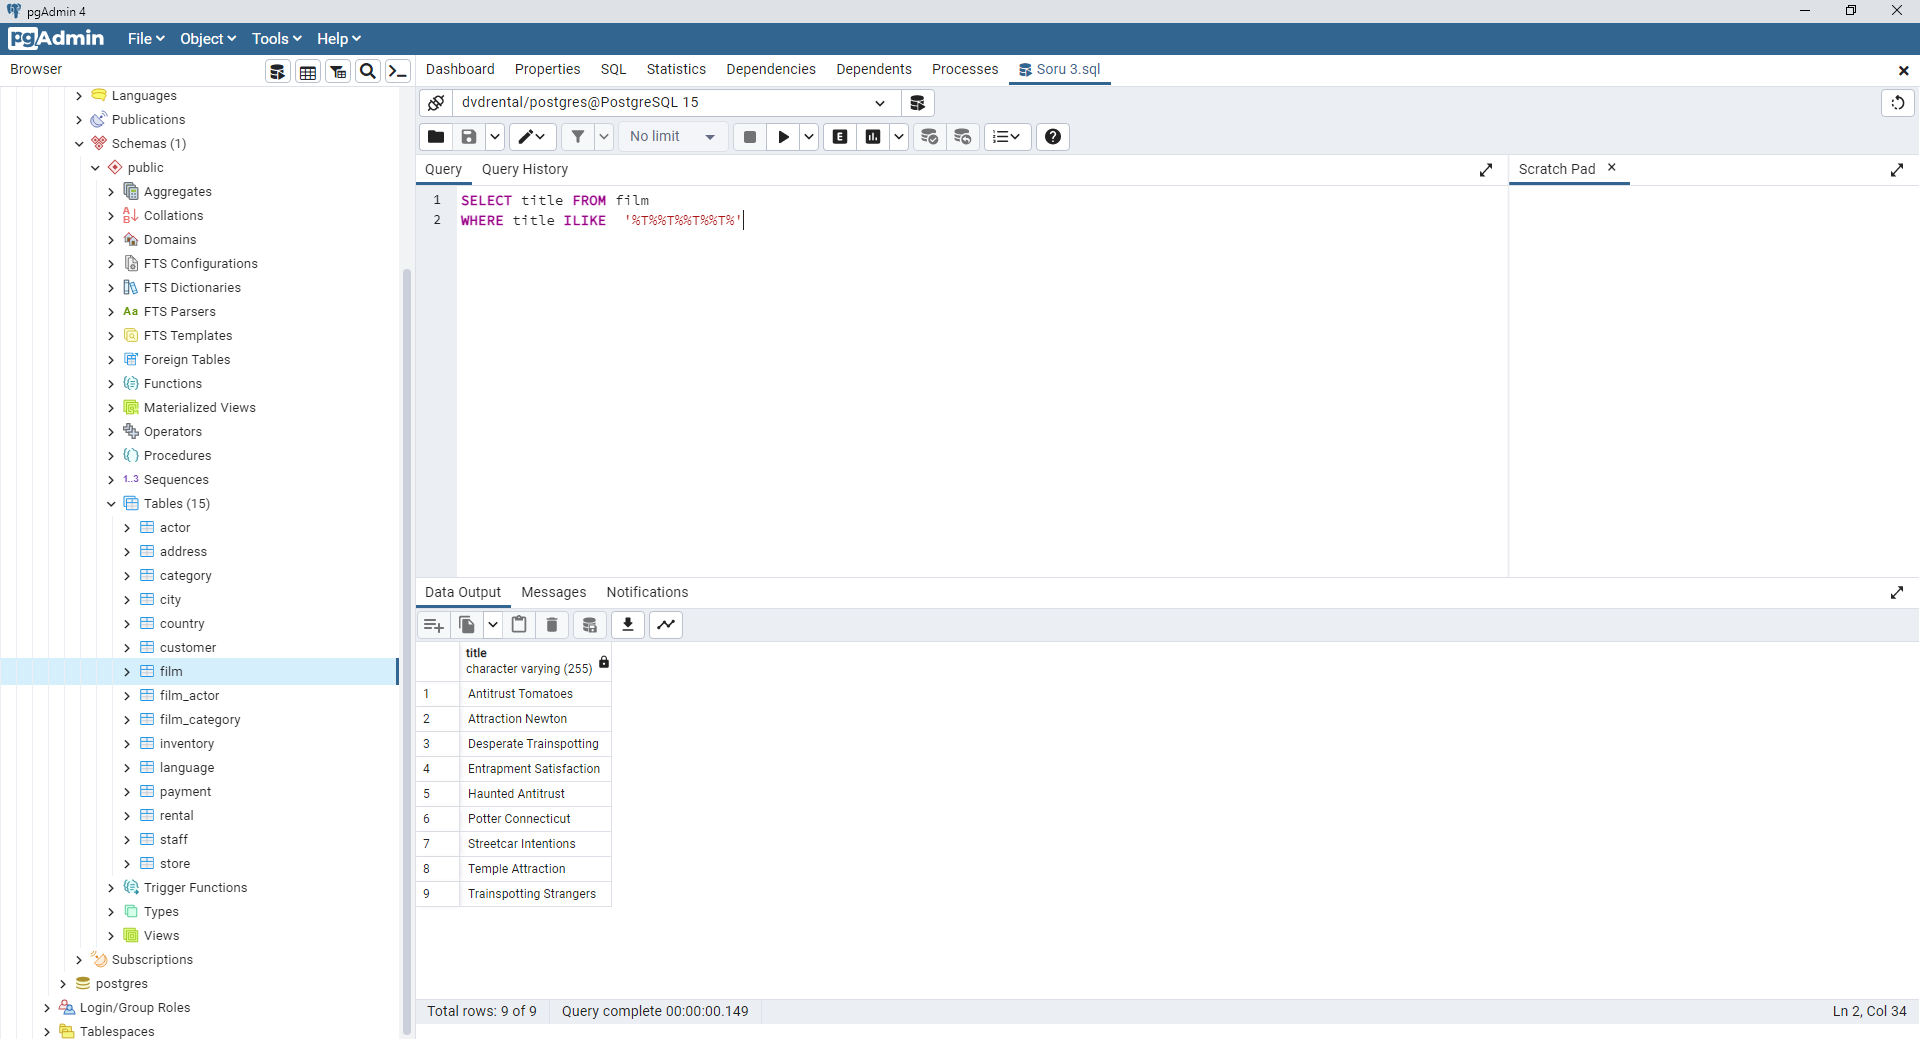 pgAdmin 4
pgAdmin File Object Tools Help
Browser
Dashboard Properties SQL Statistics Dependencies Dependents Processes Soru 3.sql
dvdrental/postgres@PostgreSQL 15
No limit
E
Query Query History
Scratch Pad
1 SELECT title FROM film
2 WHERE title ILIKE '%T%%T%%T%%T%'
Languages
Publications
Schemas (1)
public
Aggregates
Collations
Domains
FTS Configurations
FTS Dictionaries
Aa FTS Parsers
FTS Templates
Foreign Tables
Functions
Materialized Views
Operators
Procedures
1..3 Sequences
Tables (15)
actor
address
category
city
country
customer
film
film_actor
film_category
inventory
language
payment
rental
staff
store
Trigger Functions
Types
Views
Subscriptions
postgres
Login/Group Roles
Tablespaces
Data Output Messages Notifications
title
character varying (255)
1 Antitrust Tomatoes
2 Attraction Newton
3 Desperate Trainspotting
4 Entrapment Satisfaction
5 Haunted Antitrust
6 Potter Connecticut
7 Streetcar Intentions
8 Temple Attraction
9 Trainspotting Strangers
Total rows: 9 of 9 Query complete 00:00:00.149 Ln 2, Col 34